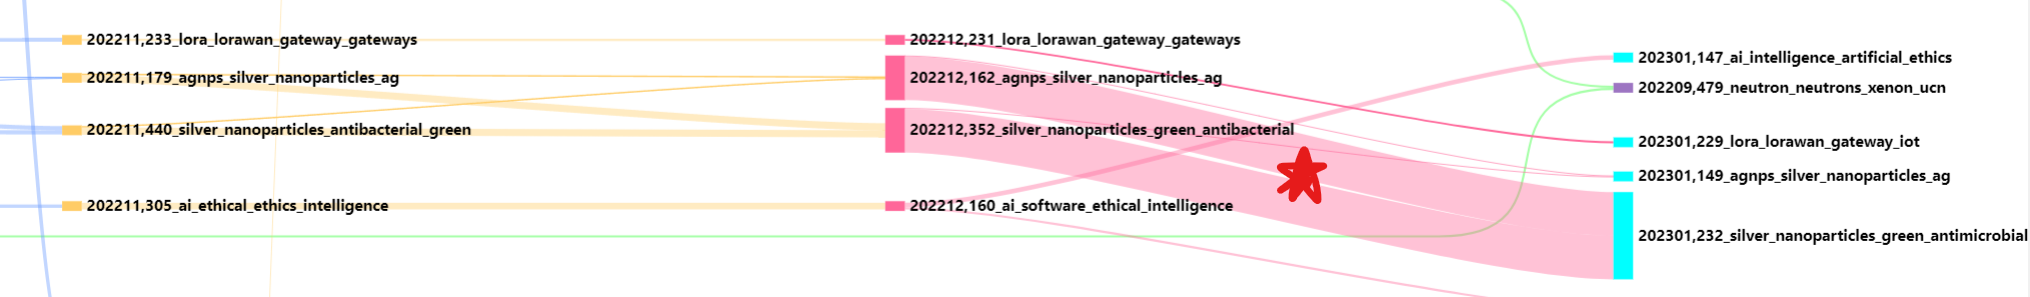 202211,233_lora_lorawan_gateway_gateways
202211,179_agnps_silver_nanoparticles_ag
202211,440_silver_nanoparticles_antibacterial_green
202211,305_ai_ethical_ethics_intelligence
202212,231_lora_lorawan_gateway_gateways
202212,162_agnps_silver_nanoparticles_ag
202212,352_silver_nanoparticles_green_antibacterial
202212,160_ai_software_ethical_intelligence
202301,147_ai_intelligence_artificial_ethics
202209,479_neutron_neutrons_xenon_ucn
202301,229_lora_lorawan_gateway_iot
202301,149_agnps_silver_nanoparticles_ag
202301,232_silver_nanoparticles_green_antimicrobial